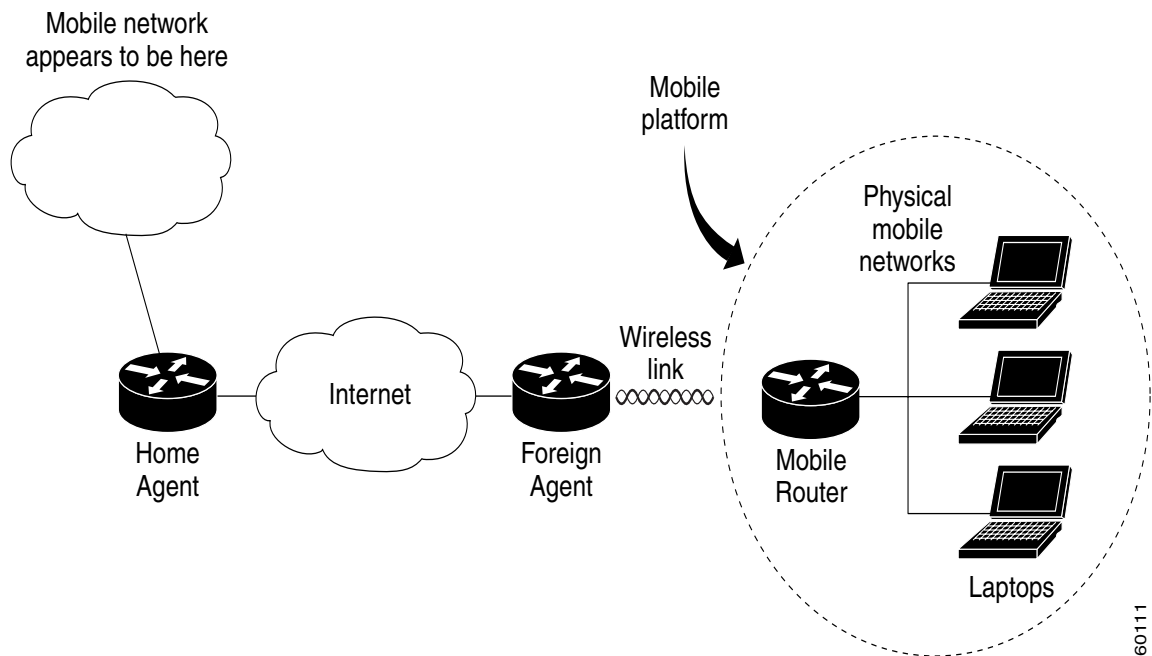 Mobile network
appears to be here
Mobile
platform
Physical
mobile
networks
Wireless
link
Internet
Home
Agent
Foreign
Agent
Mobile
Router
Laptops
60111